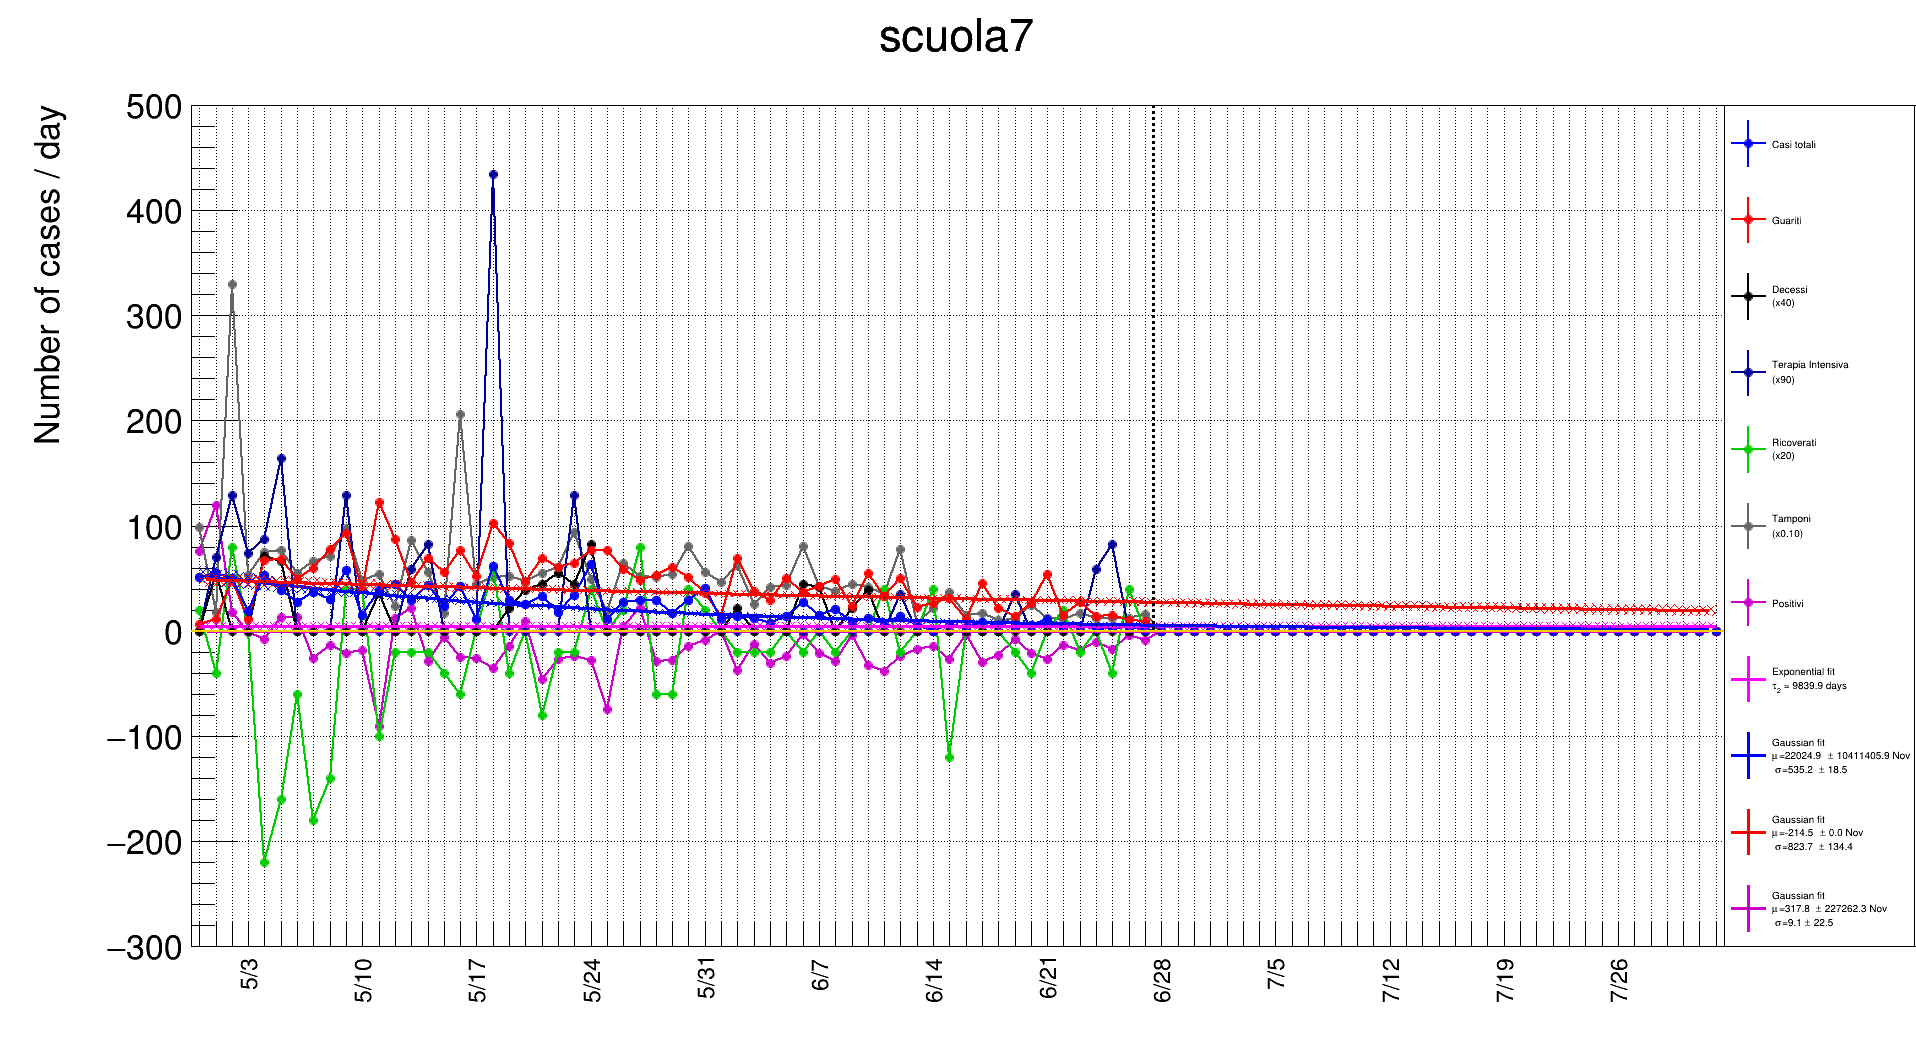 scuola7
Number of cases / day
500
400
300
200
100
0
−100
−200
−300
5/3
5/10
5/17
5/24
5/31
6/7
6/14
6/21
6/28
7/5
7/12
7/19
7/26
Casi totali
Guariti
Decessi
(x40)
Terapia Intensiva
(x90)
Ricoverati
(x20)
Tamponi
(x0.10)
Positivi
Exponential fit
τ2 = 9839.9 days
Gaussian fit
μ=22024.9 ± 10411405.9 Nov
σ=535.2 ± 18.5
Gaussian fit
μ=-214.5 ± 0.0 Nov
σ=823.7 ± 134.4
Gaussian fit
μ=317.8 ± 227262.3 Nov
σ=9.1 ± 22.5